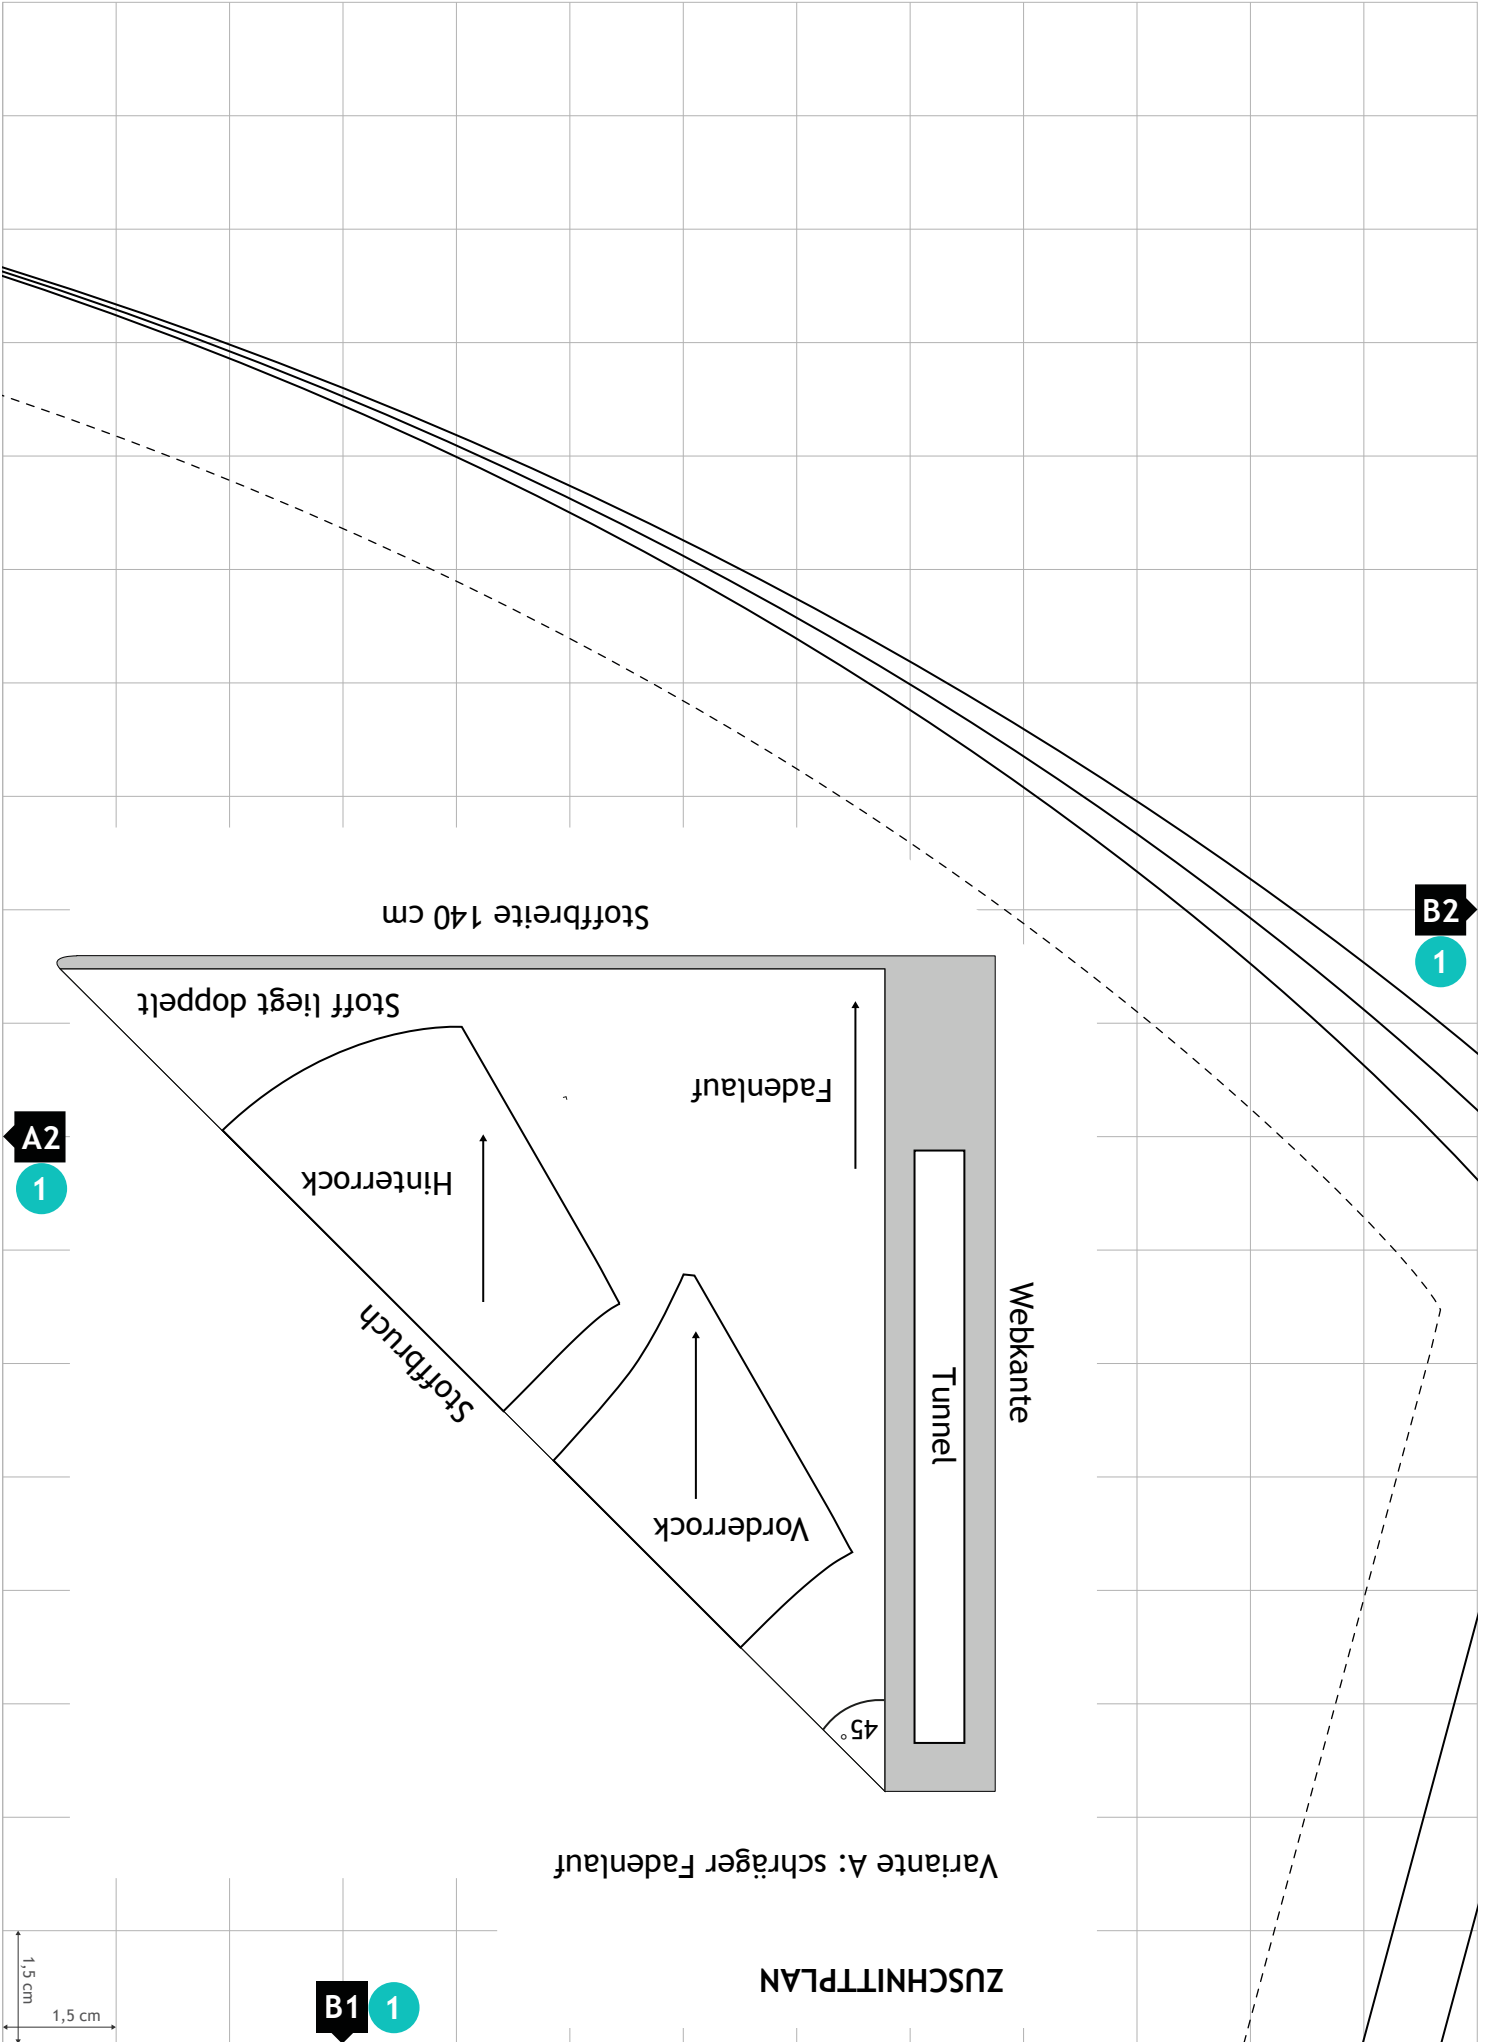 ZUSCHNITTPLAN
Variante A: schräger Fadenlauf
45°
Vorderrock
Tunnel
Webkante
Stoffbruch
Hinterrock
Fadenlauf
Stoff liegt doppelt
Stoffbreite 140 cm
B2
1
A2
1
B1 1
1,5 cm
1,5 cm